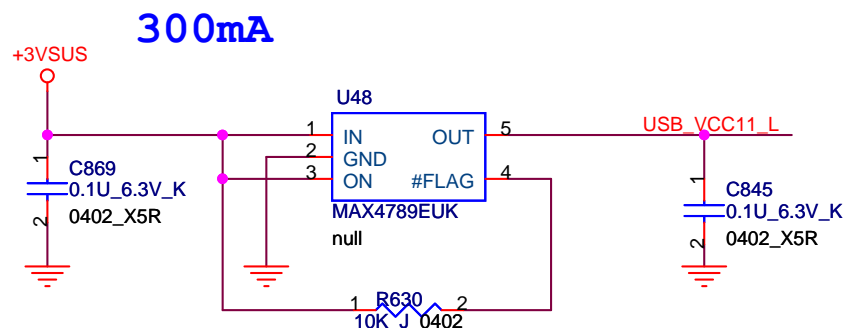 300mA
+3VSUS
U48
1 IN OUT 5
USB_VCC11_L
2 GND
3 ON #FLAG 4
MAX4789EUK
null
1
C869
0.1U_6.3V_K
2
0402_X5R
1
C845
0.1U_6.3V_K
2
0402_X5R
1 R630 2
10K_J 0402